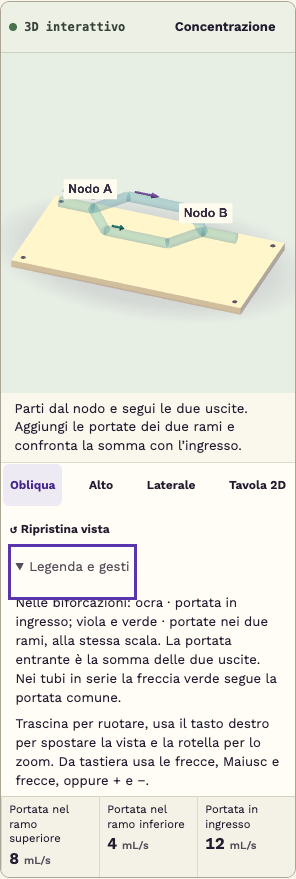 3D interattivo
Concentrazione
Nodo A
Nodo B
Parti dal nodo e segui le due uscite.
Aggiungi le portate dei due rami e
confronta la somma con l’ingresso.
Obliqua
Alto
Laterale
Tavola 2D
↺ Ripristina vista
▼ Legenda e gesti
Nelle biforcazioni: ocra · portata in
ingresso; viola e verde · portate nei due
rami, alla stessa scala. La portata
entrante è la somma delle due uscite.
Nei tubi in serie la freccia verde segue la
portata comune.
Trascina per ruotare, usa il tasto destro
per spostare la vista e la rotella per lo
zoom. Da tastiera usa le frecce, Maiusc e
frecce, oppure + e −.
Portata nel
ramo
superiore
8 mL/s
Portata nel
ramo inferiore
4 mL/s
Portata in
ingresso
12 mL/s